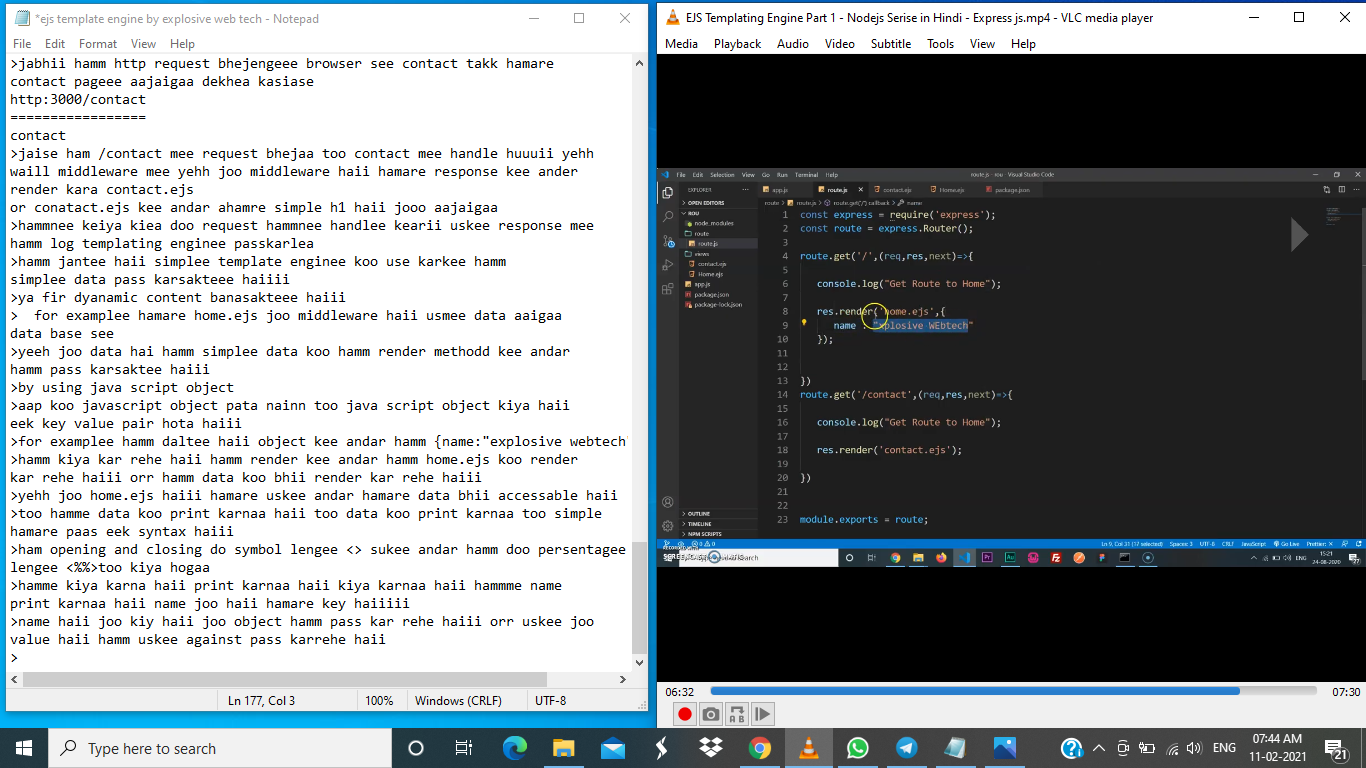 *ejs template engine by explosive web tech - Notepad
File Edit Format View Help
>jabhii hamm http request bhejengeee browser see contact takk hamare
contact pageee aajaigaa dekhea kasiase
http:3000/contact
=================
contact
>jaise ham /contact mee request bhejaa too contact mee handle huuuii yehh
waill middleware mee yehh joo middleware haii hamare response kee ander
render kara contact.ejs
or conatact.ejs kee andar ahamre simple h1 haii jooo aajaigaa
>hammnee keiya kiea doo request hammnee handlee kearii uskee response mee
hamm log templating enginee passkarlea
>hamm jantee haii simplee template enginee koo use karkee hamm
simplee data pass karsakteee haiiii
>ya fir dyanamic content banasakteee haiii
>  for examplee hamare home.ejs joo middleware haii usmee data aaigaa
data base see
>yeeh joo data hai hamm simplee data koo hamm render methodd kee andar
hamm pass karsaktee haiii
>by using java script object
>aap koo javascript object pata nainn too java script object kiya haii
eek key value pair hota haiii
>for examplee hamm daltee haii object kee andar hamm {name:"explosive webtech"
>hamm kiya kar rehe haii hamm render kee andar hamm home.ejs koo render
kar rehe haiii orr hamm data koo bhii render kar rehe haiii
>yehh joo home.ejs haiii hamare uskee andar hamare data bhii accessable haii
>too hamme data koo print karnaa haii too data koo print karnaa too simple
hamare paas eek syntax haiii
>ham opening and closing do symbol lengee <> sukee andar hamm doo persentagee
lengee <%%>too kiya hogaa
>hamme kiya karna haii print karnaa haii kiya karnaa haii hammme name
print karnaa haii name joo haii hamare key haiiiii
>name haii joo kiy haii joo object hamm pass kar rehe haiii orr uskee joo
value haii hamm uskee against pass karrehe haii
>
Ln 177, Col 3 100% Windows (CRLF) UTF-8
EJS Templating Engine Part 1 - Nodejs Serise in Hindi - Express js.mp4 - VLC media player
Media Playback Audio Video Subtitle Tools View Help
File Edit Selection View Go Run Terminal Help route.js - rou - Visual Studio Code
EXPLORER
OPEN EDITORS
ROU
node_modules
route
route.js
views
contact.ejs
Home.ejs
app.js
package.json
package-lock.json
OUTLINE
TIMELINE
NPM SCRIPTS
app.js route.js contact.ejs Home.ejs package.json
route > route.js > route.get('/') callback > name
1 const express = require('express');
2 const route = express.Router();
3
4 route.get('/',(req,res,next)=>{
5
6 console.log("Get Route to Home");
7
8 res.render('home.ejs',{
9 name : "xplosive WEbtech"
10 });
11
12
13 })
14 route.get('/contact',(req,res,next)=>{
15
16 console.log("Get Route to Home");
17
18 res.render('contact.ejs');
19
20 })
21
22
23 module.exports = route;
Ln 9, Col 31 (17 selected) Spaces: 3 UTF-8 CRLF JavaScript Go Live Prettier: ×
RECORDED WITH
ENG 15:21
24-08-2020
06:32 07:30
Type here to search
ENG 07:44 AM
11-02-2021
21